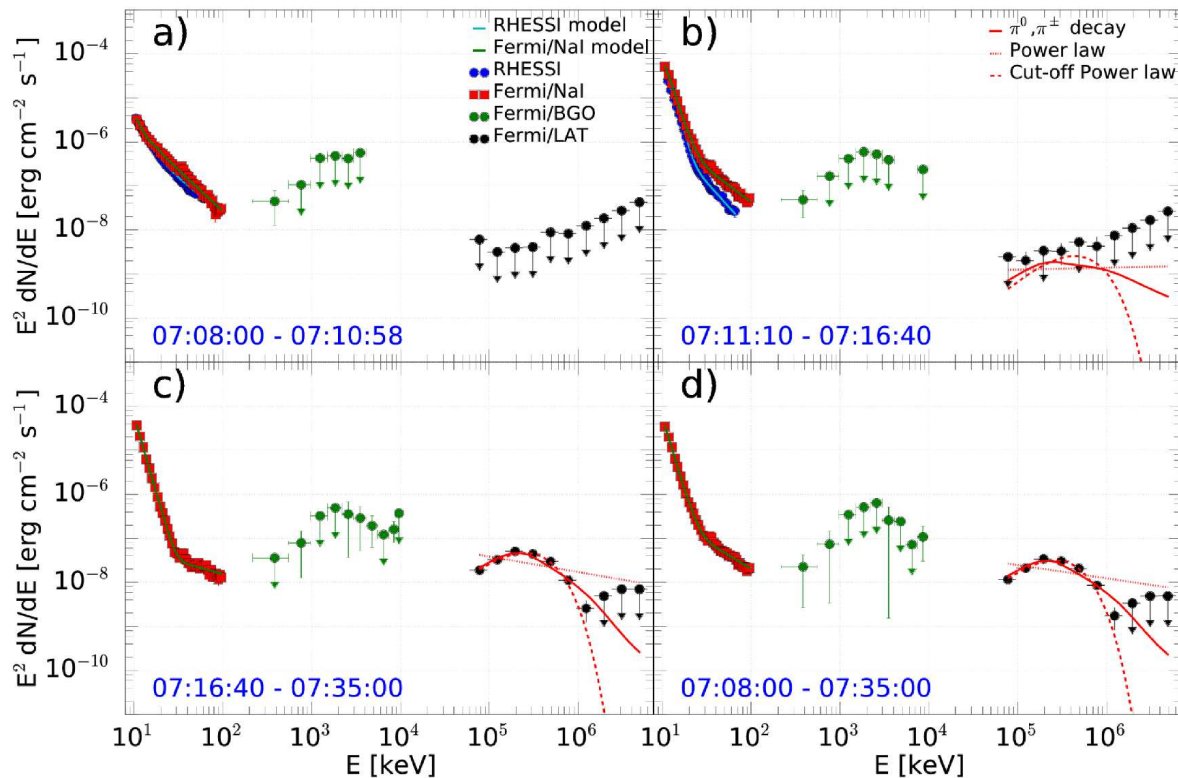 a)
RHESSI model
Fermi/NaI model
RHESSI
Fermi/NaI
Fermi/BGO
Fermi/LAT
07:08:00 - 07:10:58
b)
π⁰,π± decay
Power law
Cut-off Power law
07:11:10 - 07:16:40
c)
07:16:40 - 07:35:00
d)
07:08:00 - 07:35:00
E² dN/dE [erg cm⁻² s⁻¹]
10⁻⁴
10⁻⁶
10⁻⁸
10⁻¹⁰
E² dN/dE [erg cm⁻² s⁻¹]
10⁻⁴
10⁻⁶
10⁻⁸
10⁻¹⁰
10¹ 10² 10³ 10⁴ 10⁵ 10⁶ 10¹ 10² 10³ 10⁴ 10⁵ 10⁶
E [keV] E [keV]